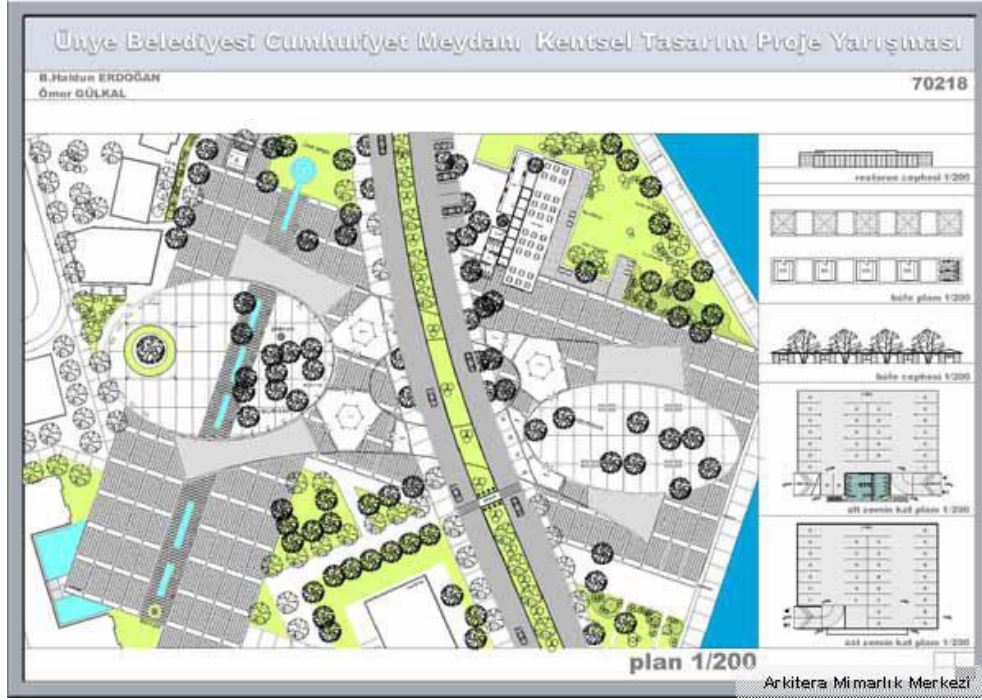 Ünye Belediyesi Cumhuriyet Meydanı Kentsel Tasarım Proje Yarışması
B.Haldun ERDOĞAN
Ömer GÜLKAL
70218
restoran cephesi 1/200
büfe planı 1/200
büfe cephesi 1/200
alt zemin kat planı 1/200
üst zemin kat planı 1/200
plan 1/200
Arkitera Mimarlık Merkezi